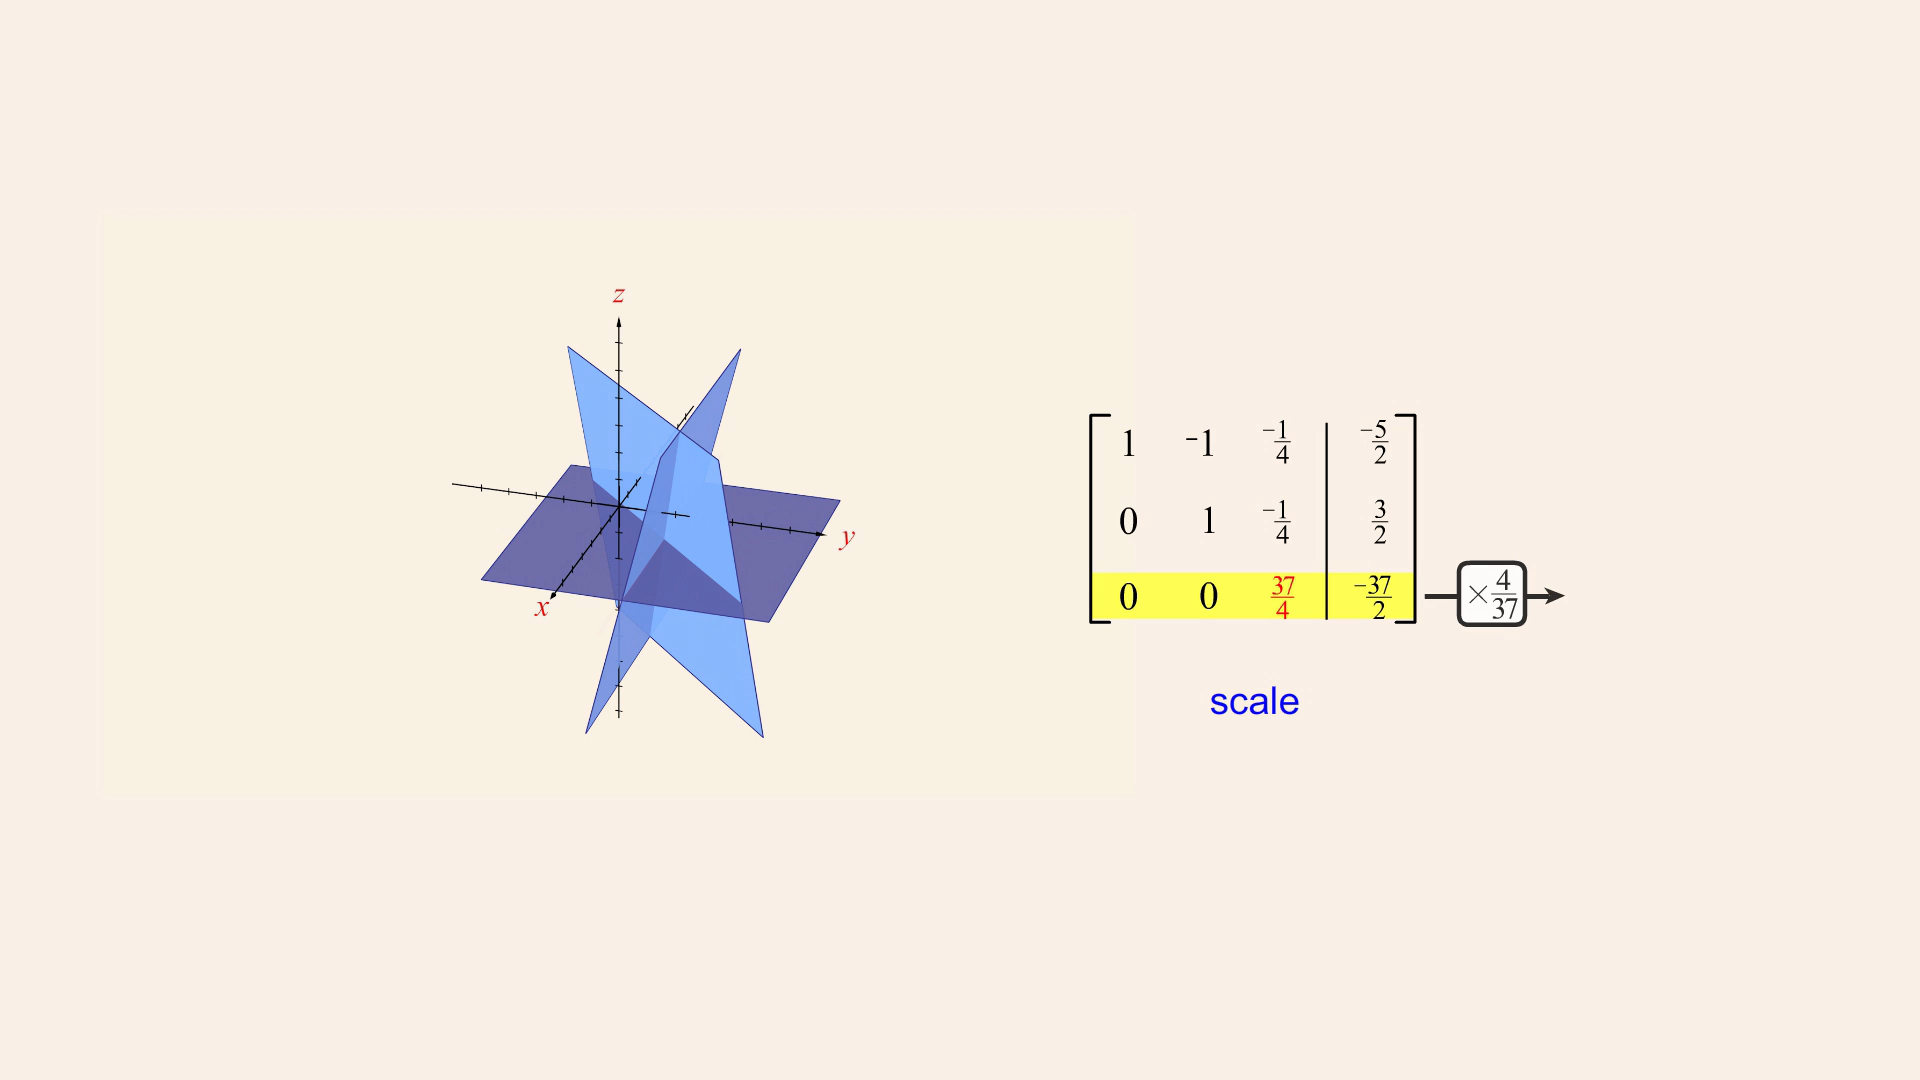 z
y
x
1 -1 -1/4 | -5/2
0 1 -1/4 | 3/2
0 0 37/4 | -37/2
×4/37
scale